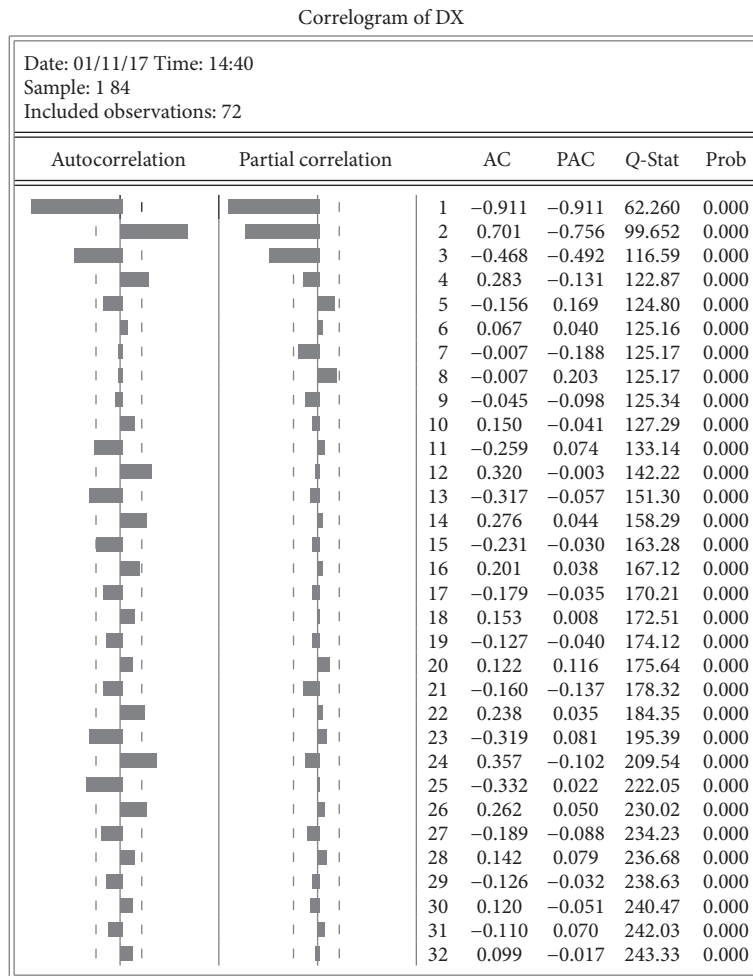 Correlogram of DX
Date: 01/11/17 Time: 14:40
Sample: 1 84
Included observations: 72
Autocorrelation Partial correlation AC PAC Q-Stat Prob
1 −0.911 −0.911 62.260 0.000
2 0.701 −0.756 99.652 0.000
3 −0.468 −0.492 116.59 0.000
4 0.283 −0.131 122.87 0.000
5 −0.156 0.169 124.80 0.000
6 0.067 0.040 125.16 0.000
7 −0.007 −0.188 125.17 0.000
8 −0.007 0.203 125.17 0.000
9 −0.045 −0.098 125.34 0.000
10 0.150 −0.041 127.29 0.000
11 −0.259 0.074 133.14 0.000
12 0.320 −0.003 142.22 0.000
13 −0.317 −0.057 151.30 0.000
14 0.276 0.044 158.29 0.000
15 −0.231 −0.030 163.28 0.000
16 0.201 0.038 167.12 0.000
17 −0.179 −0.035 170.21 0.000
18 0.153 0.008 172.51 0.000
19 −0.127 −0.040 174.12 0.000
20 0.122 0.116 175.64 0.000
21 −0.160 −0.137 178.32 0.000
22 0.238 0.035 184.35 0.000
23 −0.319 0.081 195.39 0.000
24 0.357 −0.102 209.54 0.000
25 −0.332 0.022 222.05 0.000
26 0.262 0.050 230.02 0.000
27 −0.189 −0.088 234.23 0.000
28 0.142 0.079 236.68 0.000
29 −0.126 −0.032 238.63 0.000
30 0.120 −0.051 240.47 0.000
31 −0.110 0.070 242.03 0.000
32 0.099 −0.017 243.33 0.000